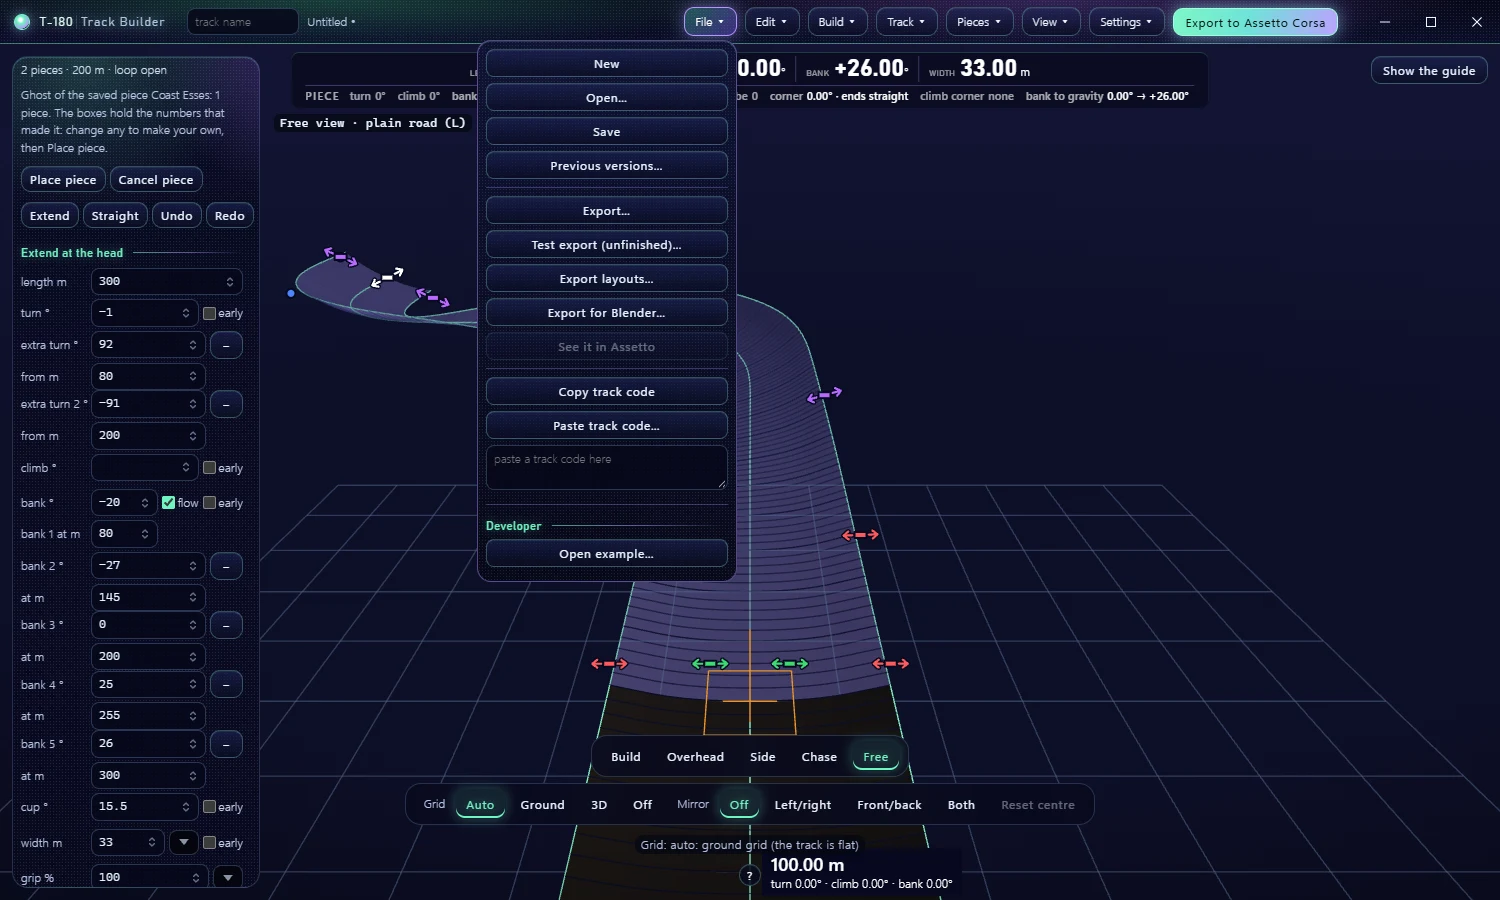 T-180 Track Builder
track name
Untitled •
File
Edit
Build
Track
Pieces
View
Settings
Export to Assetto Corsa
2 pieces · 200 m · loop open
Ghost of the saved piece Coast Esses: 1
piece. The boxes hold the numbers that
made it: change any to make your own,
then Place piece.
Place piece
Cancel piece
Extend
Straight
Undo
Redo
Extend at the head
length m 300
turn ° −1 early
extra turn ° 92 −
from m 80
extra turn 2 ° −91 −
from m 200
climb ° early
bank ° −20 flow early
bank 1 at m 80
bank 2 ° −27 −
at m 145
bank 3 ° 0 −
at m 200
bank 4 ° 25 −
at m 255
bank 5 ° 26 −
at m 300
cup ° 15.5 early
width m 33 early
grip % 100
0.00° BANK +26.00° WIDTH 33.00 m
PIECE turn 0° climb 0° bank
corner 0.00° · ends straight climb corner none bank to gravity 0.00° → +26.00°
Free view · plain road (L)
Show the guide
New
Open...
Save
Previous versions...
Export...
Test export (unfinished)...
Export layouts...
Export for Blender...
See it in Assetto
Copy track code
Paste track code...
paste a track code here
Developer
Open example...
Build
Overhead
Side
Chase
Free
Grid
Auto
Ground
3D
Off
Mirror
Off
Left/right
Front/back
Both
Reset centre
Grid: auto: ground grid (the track is flat)
?
100.00 m
turn 0.00° · climb 0.00° · bank 0.00°